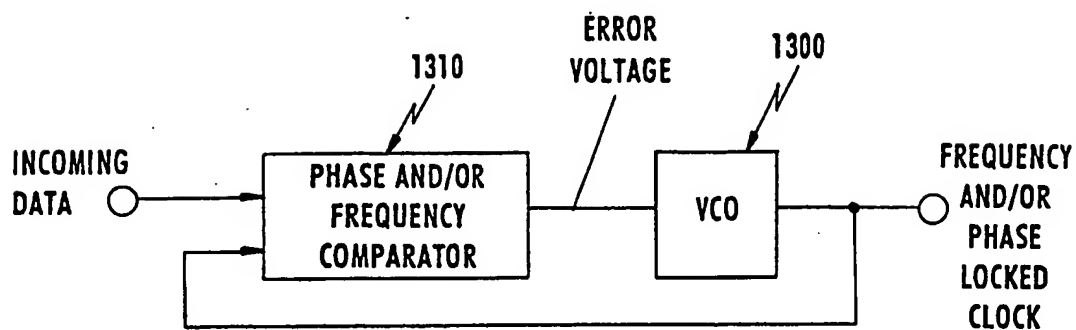 ERROR
VOLTAGE
1310
1300
INCOMING
DATA
PHASE AND/OR
FREQUENCY
COMPARATOR
VCO
FREQUENCY
AND/OR
PHASE
LOCKED
CLOCK